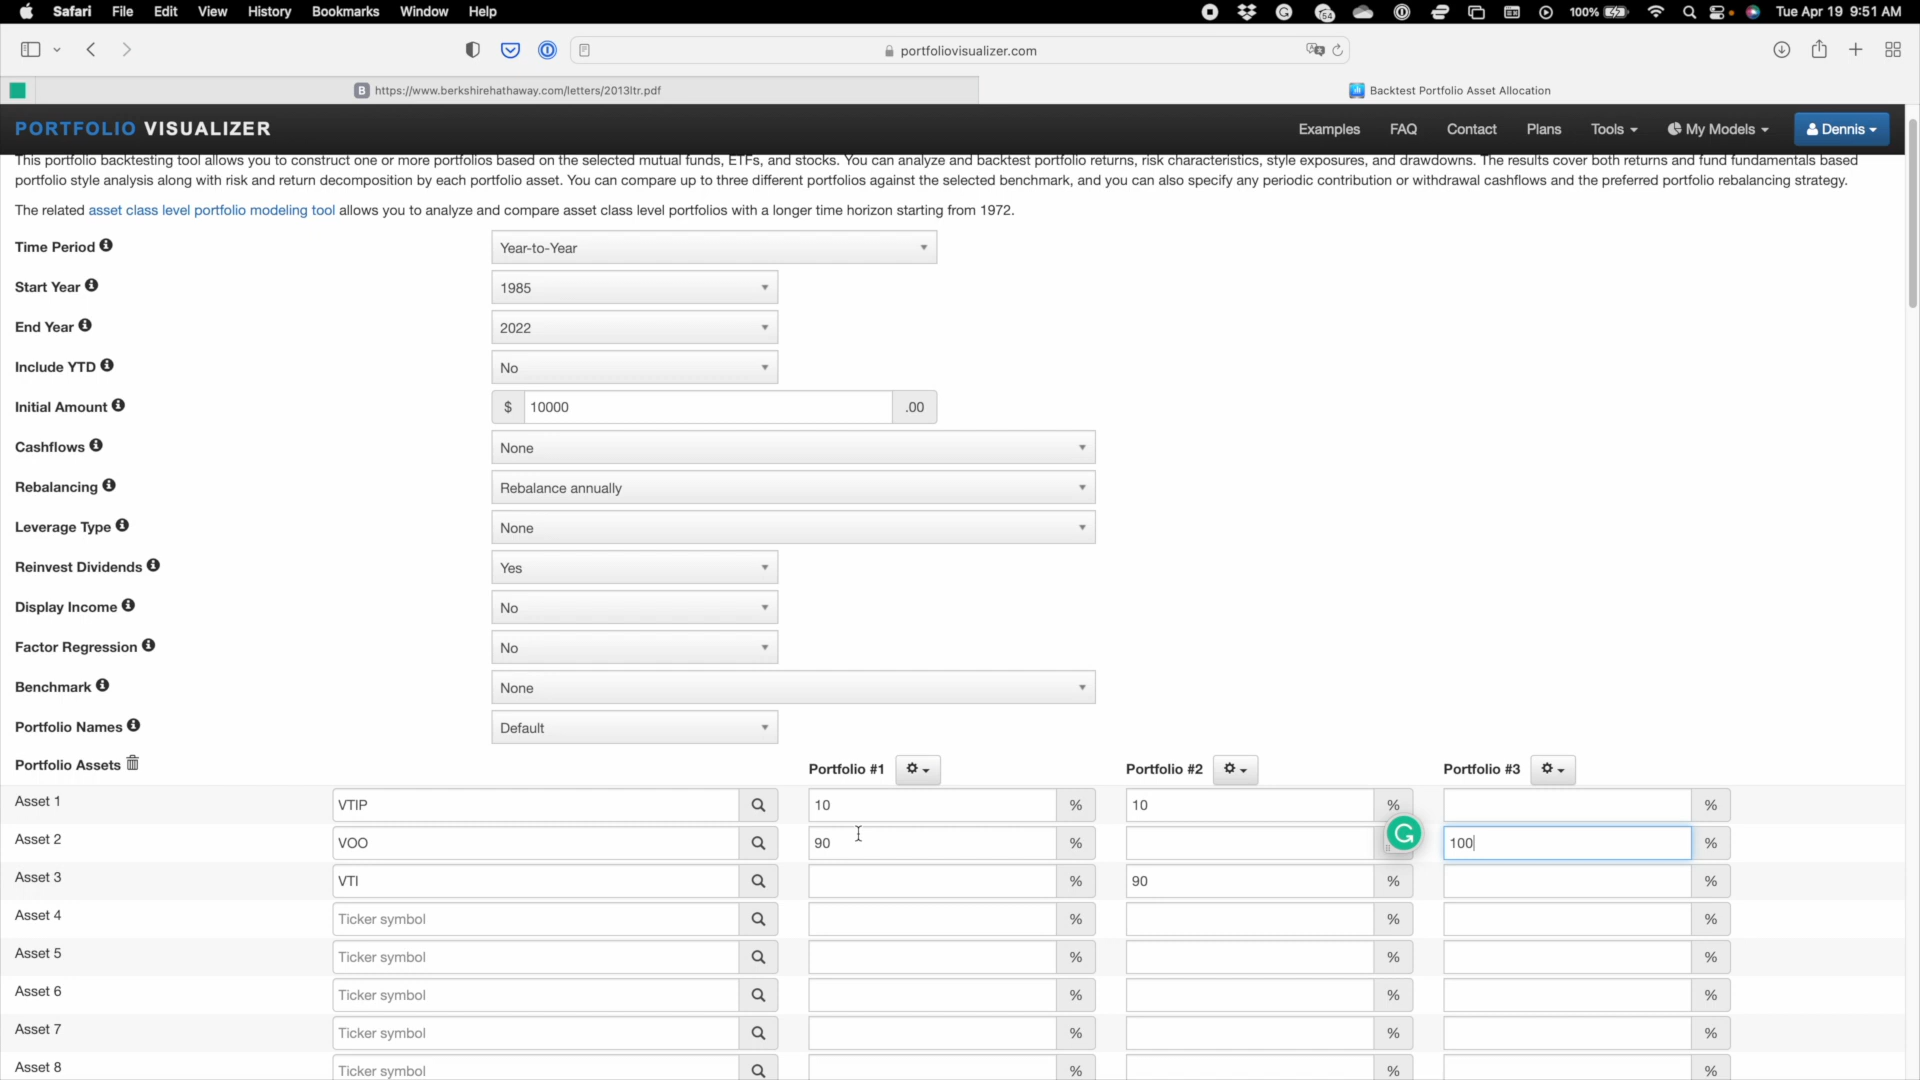 Safari File Edit View History Bookmarks Window Help 54 100% Tue Apr 19 9:51 AM
portfoliovisualizer.com
B https://www.berkshirehathaway.com/letters/2013ltr.pdf Backtest Portfolio Asset Allocation
PORTFOLIO VISUALIZER Examples FAQ Contact Plans Tools My Models Dennis
This portfolio backtesting tool allows you to construct one or more portfolios based on the selected mutual funds, ETFs, and stocks. You can analyze and backtest portfolio returns, risk characteristics, style exposures, and drawdowns. The results cover both returns and fund fundamentals based
portfolio style analysis along with risk and return decomposition by each portfolio asset. You can compare up to three different portfolios against the selected benchmark, and you can also specify any periodic contribution or withdrawal cashflows and the preferred portfolio rebalancing strategy.
The related asset class level portfolio modeling tool allows you to analyze and compare asset class level portfolios with a longer time horizon starting from 1972.
Time Period Year-to-Year
Start Year 1985
End Year 2022
Include YTD No
Initial Amount $ 10000 .00
Cashflows None
Rebalancing Rebalance annually
Leverage Type None
Reinvest Dividends Yes
Display Income No
Factor Regression No
Benchmark None
Portfolio Names Default
Portfolio Assets Portfolio #1 Portfolio #2 Portfolio #3
Asset 1 VTIP 10 % 10 % %
Asset 2 VOO 90 % 100 %
Asset 3 VTI % 90 % %
Asset 4 Ticker symbol % % %
Asset 5 Ticker symbol % % %
Asset 6 Ticker symbol % % %
Asset 7 Ticker symbol % % %
Asset 8 Ticker symbol % % %